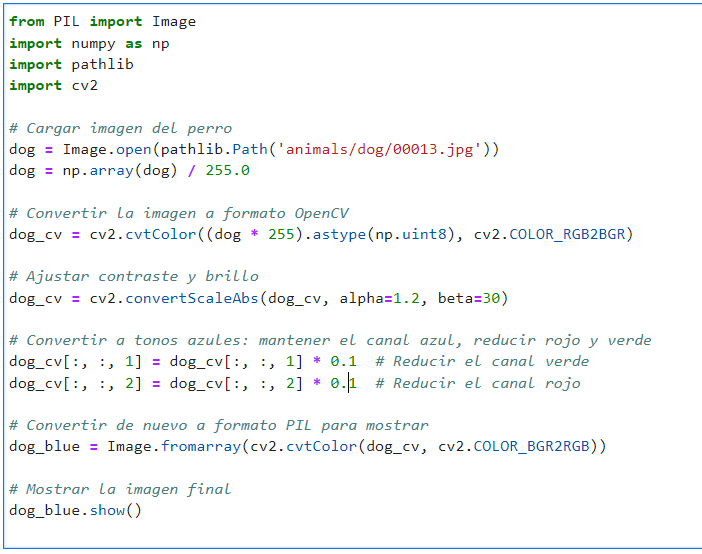 from PIL import Image
import numpy as np
import pathlib
import cv2
# Cargar imagen del perro
dog = Image.open(pathlib.Path('animals/dog/00013.jpg'))
dog = np.array(dog) / 255.0
# Convertir la imagen a formato OpenCV
dog_cv = cv2.cvtColor((dog * 255).astype(np.uint8), cv2.COLOR_RGB2BGR)
# Ajustar contraste y brillo
dog_cv = cv2.convertScaleAbs(dog_cv, alpha=1.2, beta=30)
# Convertir a tonos azules: mantener el canal azul, reducir rojo y verde
dog_cv[:, :, 1] = dog_cv[:, :, 1] * 0.1  # Reducir el canal verde
dog_cv[:, :, 2] = dog_cv[:, :, 2] * 0.1  # Reducir el canal rojo
# Convertir de nuevo a formato PIL para mostrar
dog_blue = Image.fromarray(cv2.cvtColor(dog_cv, cv2.COLOR_BGR2RGB))
# Mostrar la imagen final
dog_blue.show()